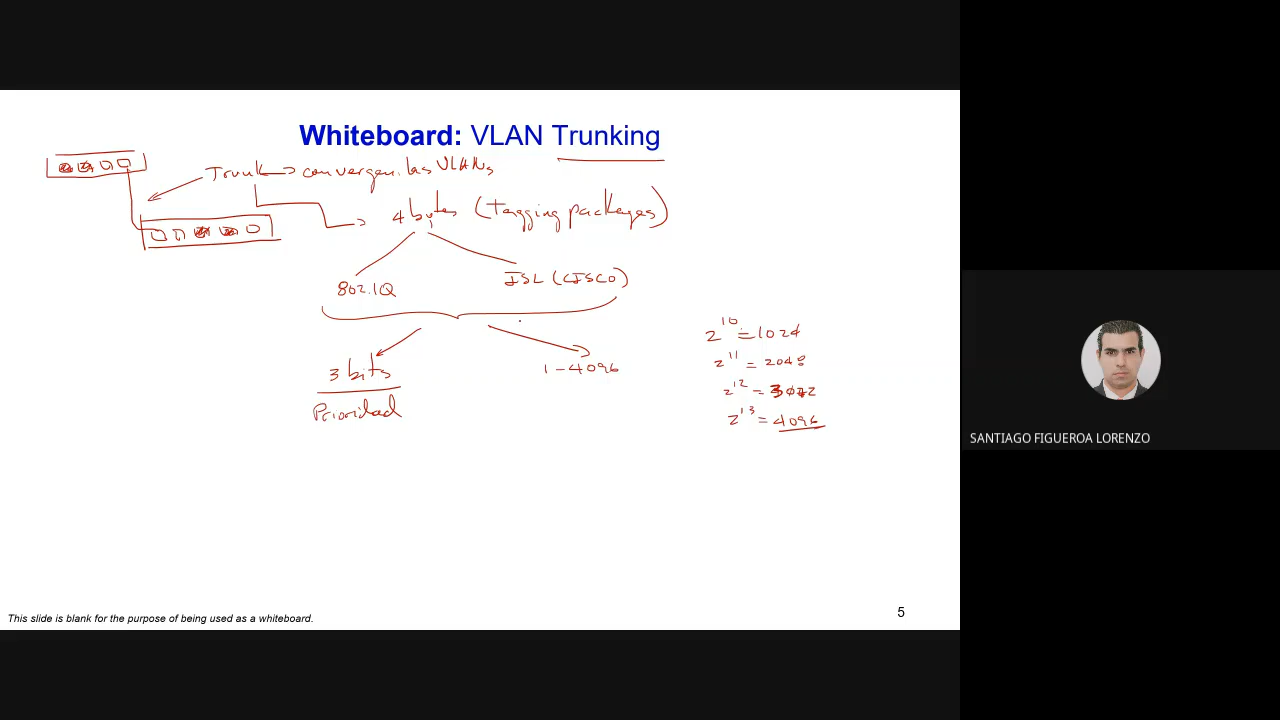 Whiteboard: VLAN Trunking
Trunk → convergen. las VLANs
4 bytes (Tagging packages)
802.1Q
ISL (CISCO)
3 bits
Prioridad
1 - 4096
2^10 = 1024
2^11 = 2048
2^12 =
2^13 = 4096
SANTIAGO FIGUEROA LORENZO
This slide is blank for the purpose of being used as a whiteboard.
5